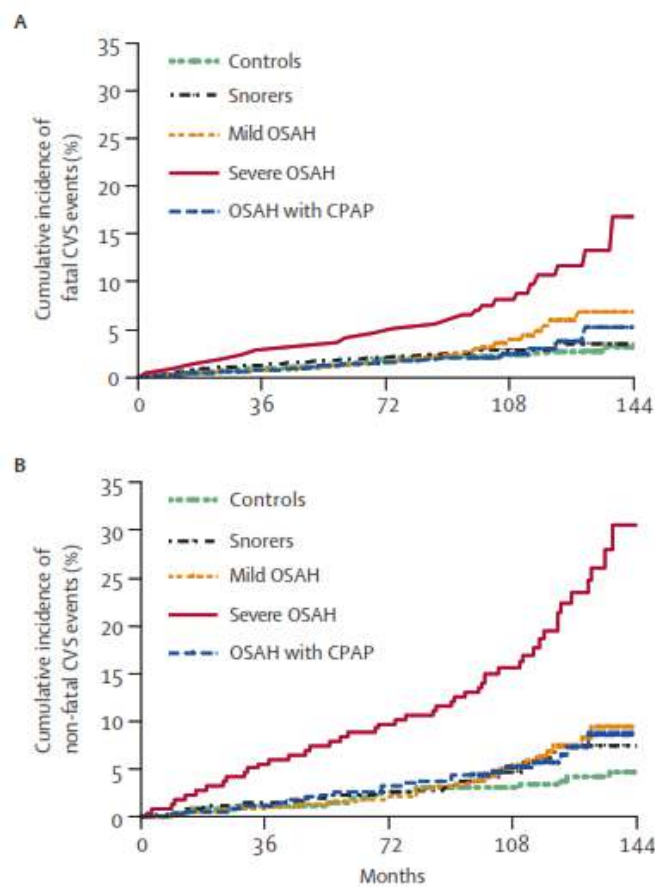 A
35
30
25
20
15
10
5
0
Cumulative incidence of
fatal CVS events (%)
Controls
Snorers
Mild OSAH
Severe OSAH
OSAH with CPAP
0 36 72 108 144
B
35
30
25
20
15
10
5
0
Cumulative incidence of
non-fatal CVS events (%)
Controls
Snorers
Mild OSAH
Severe OSAH
OSAH with CPAP
0 36 72 108 144
Months